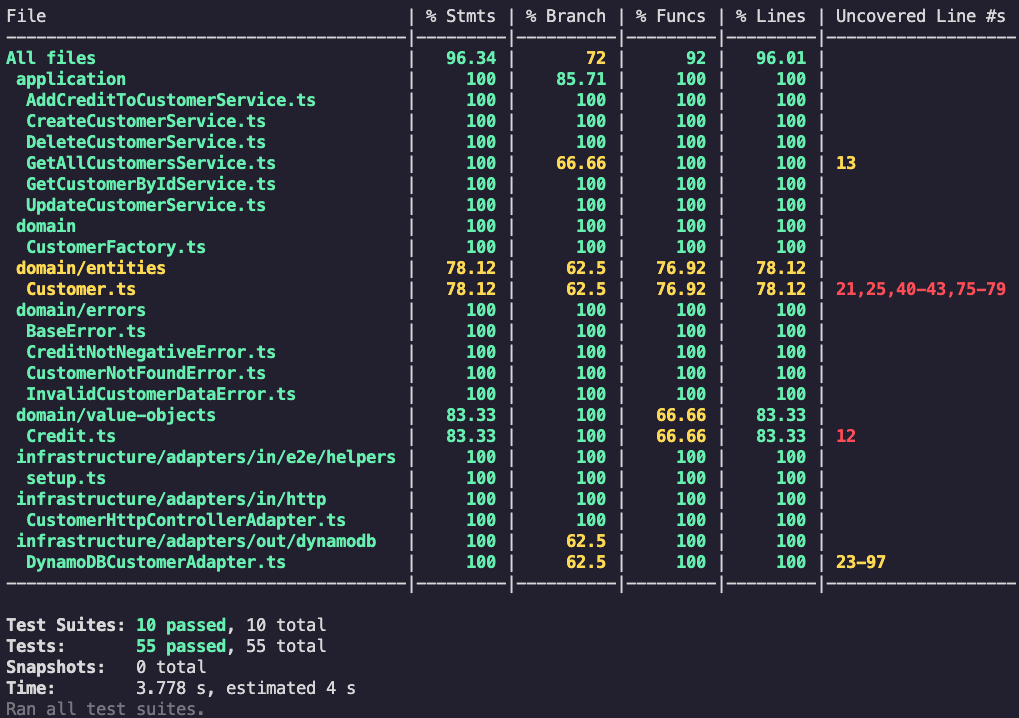 File | % Stmts | % Branch | % Funcs | % Lines | Uncovered Line #s
All files | 96.34 | 72 | 92 | 96.01 |
application | 100 | 85.71 | 100 | 100 |
AddCreditToCustomerService.ts | 100 | 100 | 100 | 100 |
CreateCustomerService.ts | 100 | 100 | 100 | 100 |
DeleteCustomerService.ts | 100 | 100 | 100 | 100 |
GetAllCustomersService.ts | 100 | 66.66 | 100 | 100 | 13
GetCustomerByIdService.ts | 100 | 100 | 100 | 100 |
UpdateCustomerService.ts | 100 | 100 | 100 | 100 |
domain | 100 | 100 | 100 | 100 |
CustomerFactory.ts | 100 | 100 | 100 | 100 |
domain/entities | 78.12 | 62.5 | 76.92 | 78.12 |
Customer.ts | 78.12 | 62.5 | 76.92 | 78.12 | 21,25,40-43,75-79
domain/errors | 100 | 100 | 100 | 100 |
BaseError.ts | 100 | 100 | 100 | 100 |
CreditNotNegativeError.ts | 100 | 100 | 100 | 100 |
CustomerNotFoundError.ts | 100 | 100 | 100 | 100 |
InvalidCustomerDataError.ts | 100 | 100 | 100 | 100 |
domain/value-objects | 83.33 | 100 | 66.66 | 83.33 |
Credit.ts | 83.33 | 100 | 66.66 | 83.33 | 12
infrastructure/adapters/in/e2e/helpers | 100 | 100 | 100 | 100 |
setup.ts | 100 | 100 | 100 | 100 |
infrastructure/adapters/in/http | 100 | 100 | 100 | 100 |
CustomerHttpControllerAdapter.ts | 100 | 100 | 100 | 100 |
infrastructure/adapters/out/dynamodb | 100 | 62.5 | 100 | 100 |
DynamoDBCustomerAdapter.ts | 100 | 62.5 | 100 | 100 | 23-97
Test Suites: 10 passed, 10 total
Tests: 55 passed, 55 total
Snapshots: 0 total
Time: 3.778 s, estimated 4 s
Ran all test suites.